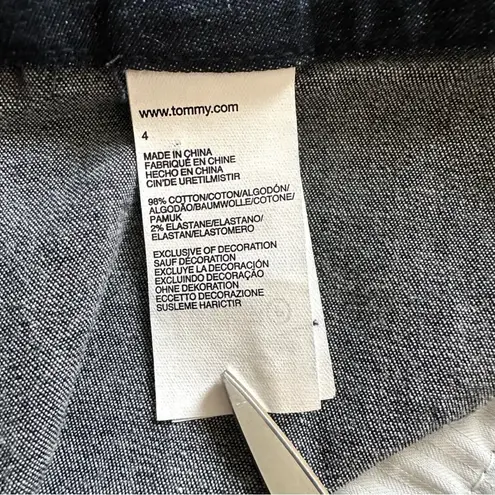 www.tommy.com
4
MADE IN CHINA
FABRIQUÉ EN CHINE
HECHO EN CHINA
CIN'DE URETILMISTIR
98% COTTON/COTON/ALGODÓN/
ALGODÃO/BAUMWOLLE/COTONE/
PAMUK
2% ELASTANE/ELASTANO/
ELASTAN/ELASTOMERO
EXCLUSIVE OF DECORATION
SAUF DÉCORATION
EXCLUYE LA DECORACIÓN
EXCLUINDO DECORAÇÃO
OHNE DEKORATION
ECCETTO DECORAZIONE
SUSLEME HARICTIR